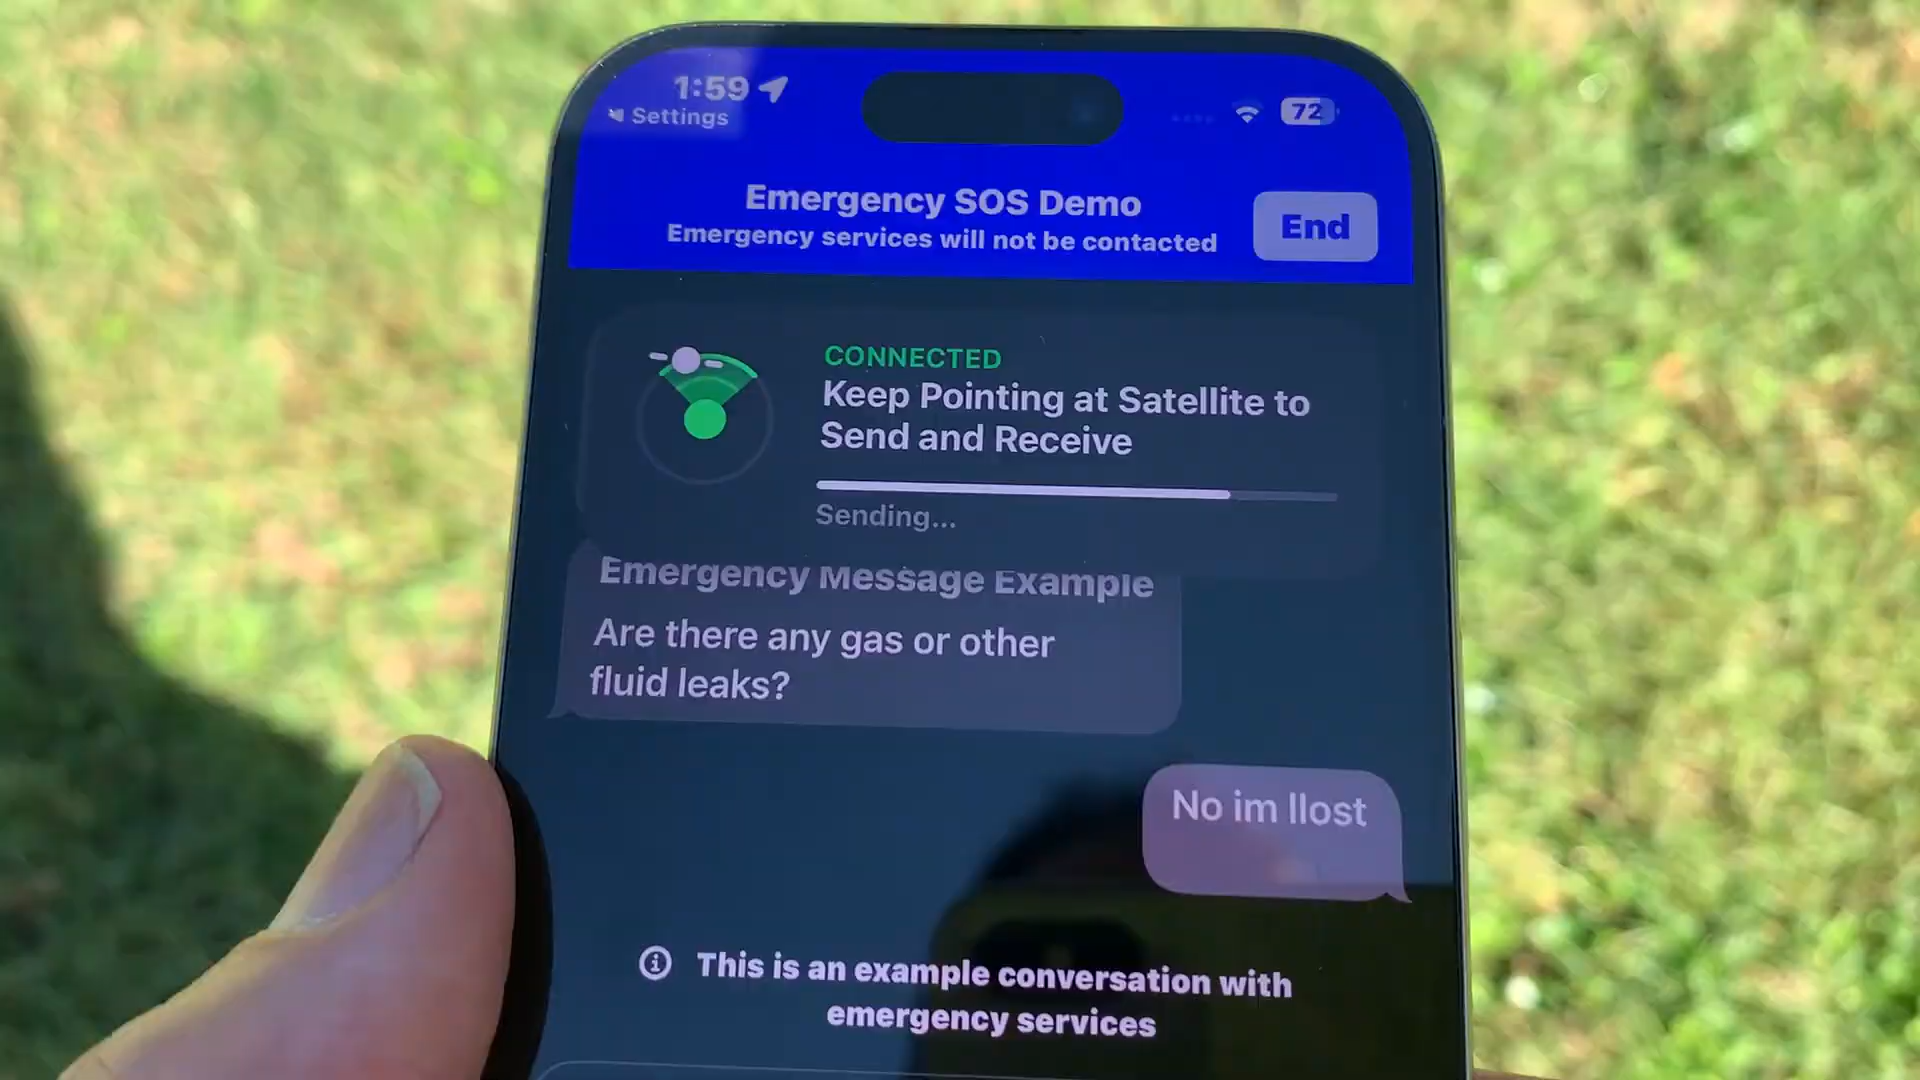 1:59
Settings
72
Emergency SOS Demo
Emergency services will not be contacted
End
CONNECTED
Keep Pointing at Satellite to
Send and Receive
Sending...
Emergency Message Example
Are there any gas or other
fluid leaks?
No im llost
This is an example conversation with
emergency services